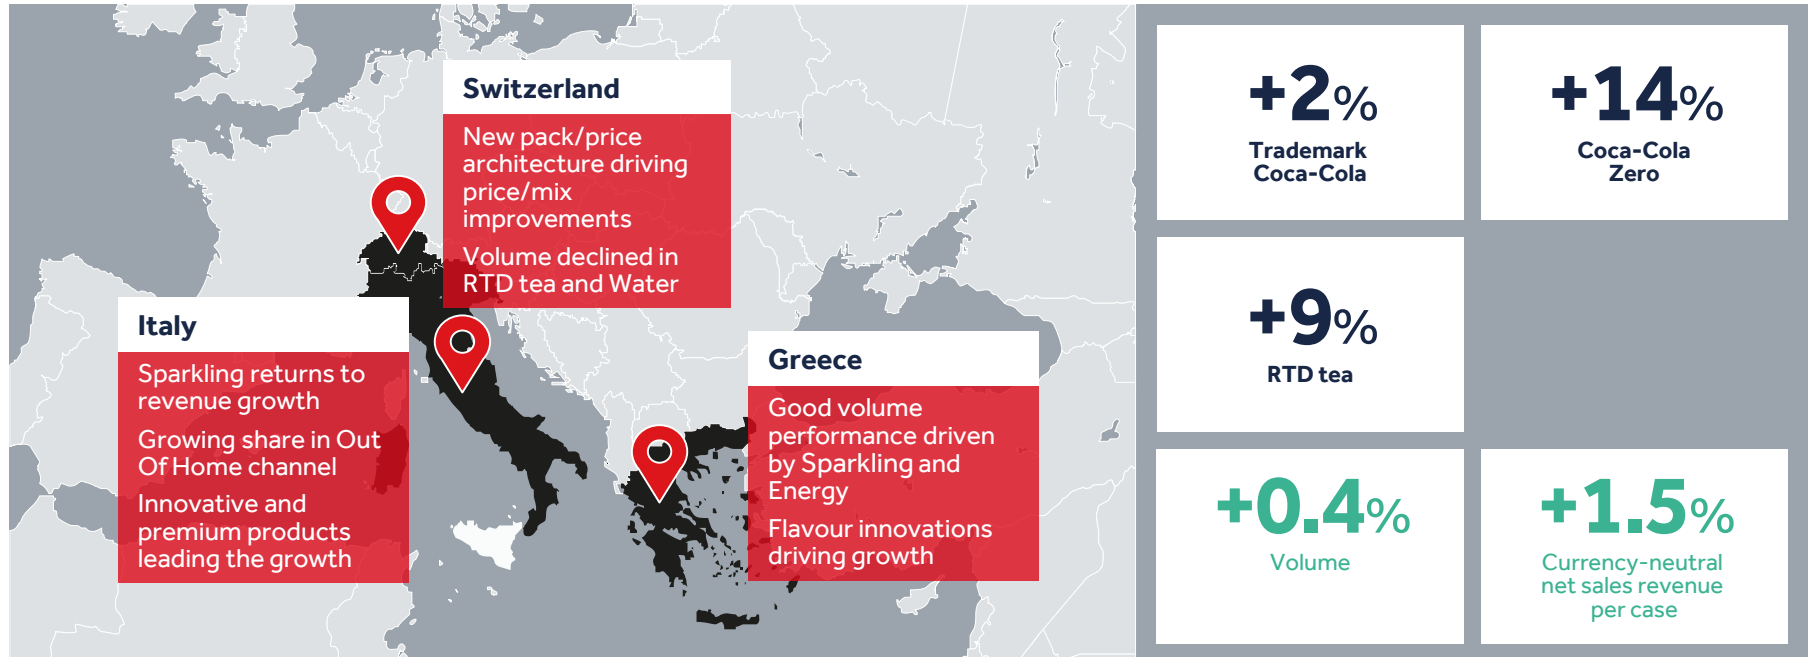 Switzerland
New pack/price
architecture driving
price/mix
improvements
Volume declined in
RTD tea and Water
Italy
Sparkling returns to
revenue growth
Growing share in Out
Of Home channel
Innovative and
premium products
leading the growth
Greece
Good volume
performance driven
by Sparkling and
Energy
Flavour innovations
driving growth
+2%
Trademark
Coca-Cola
+14%
Coca-Cola
Zero
+9%
RTD tea
+0.4%
Volume
+1.5%
Currency-neutral
net sales revenue
per case